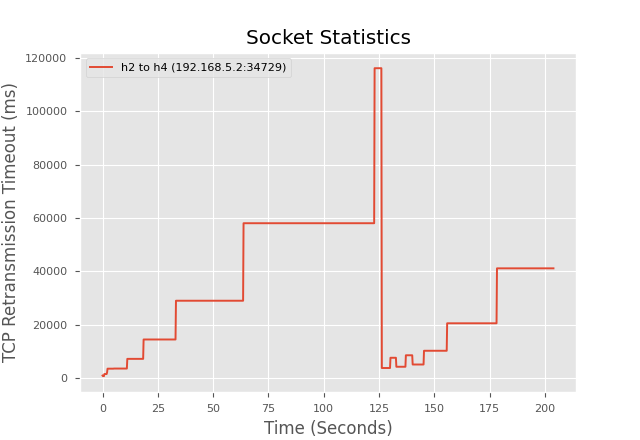 Socket Statistics
h2 to h4 (192.168.5.2:34729)
TCP Retransmission Timeout (ms)
120000
100000
80000
60000
40000
20000
0
0 25 50 75 100 125 150 175 200
Time (Seconds)